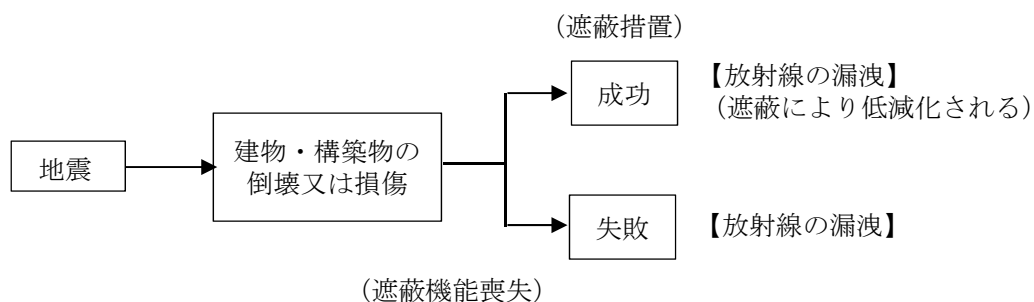 （遮蔽措置）
成功
【放射線の漏洩】
（遮蔽により低減化される）
地震
建物・構築物の
倒壊又は損傷
失敗
【放射線の漏洩】
（遮蔽機能喪失）